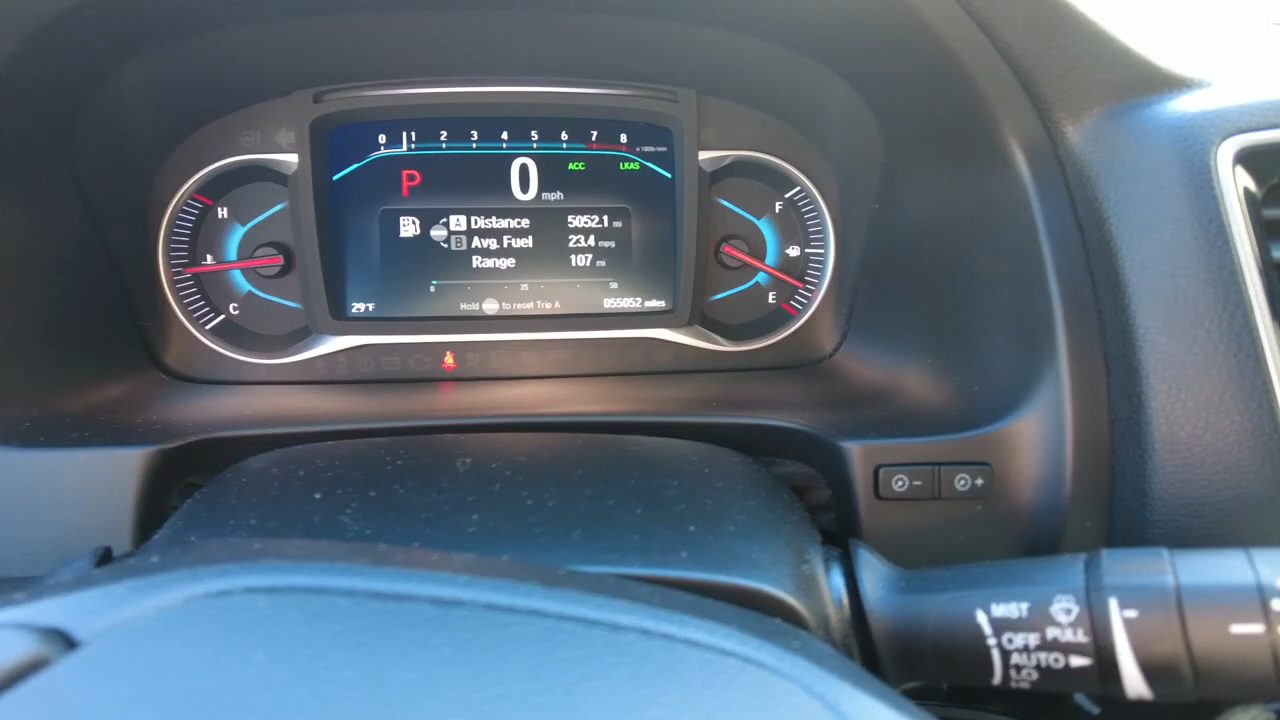 0 1 2 3 4 5 6 7 8
x 1000r/min
P 0 mph ACC LKAS
H
C
F
E
A Distance 5052.1 mi
B Avg. Fuel 23.4 mpg
Range 107 mi
0 25 50
29°F Hold to reset Trip A 055052 miles
- +
MIST
OFF PULL
AUTO
LO